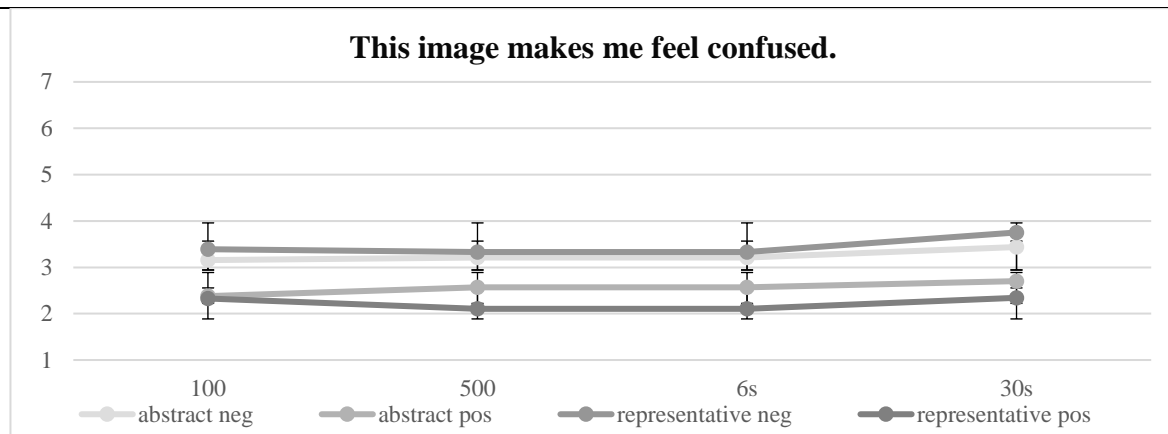 This image makes me feel confused.
7
6
5
4
3
2
1
100 500 6s 30s
abstract neg abstract pos representative neg representative pos